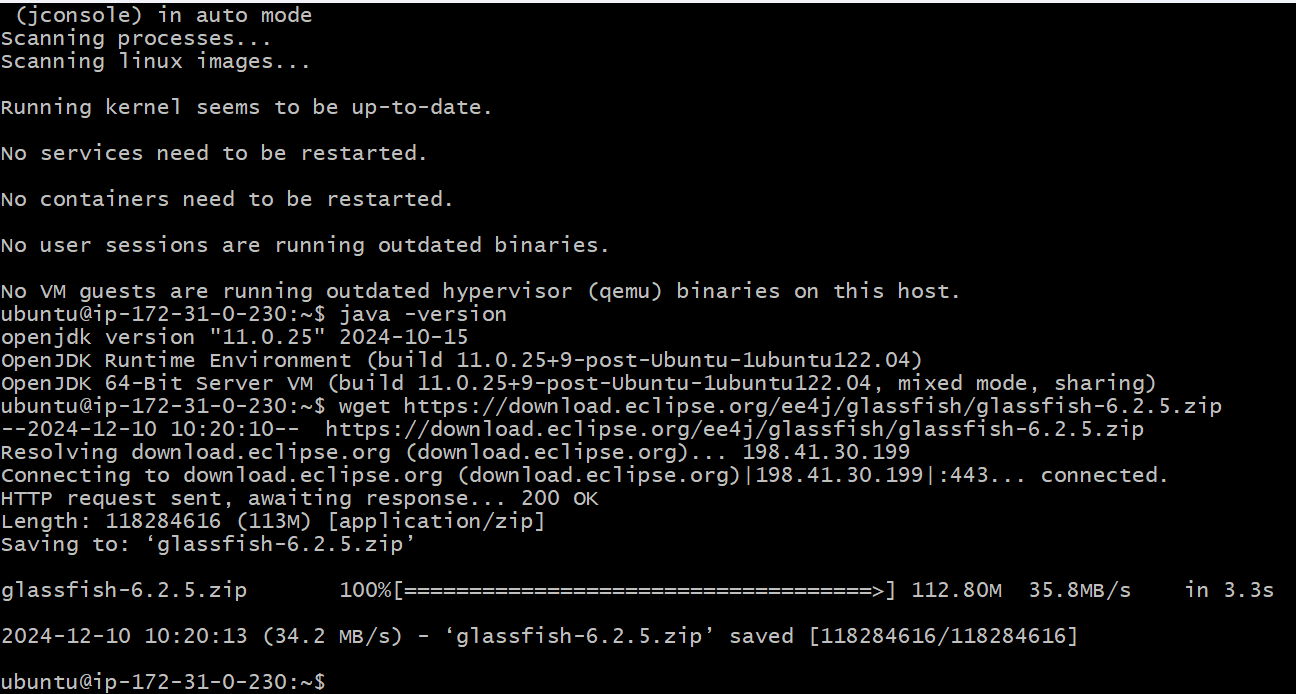 (jconsole) in auto mode
Scanning processes...
Scanning linux images...
Running kernel seems to be up-to-date.
No services need to be restarted.
No containers need to be restarted.
No user sessions are running outdated binaries.
No VM guests are running outdated hypervisor (qemu) binaries on this host.
ubuntu@ip-172-31-0-230:~$ java -version
openjdk version "11.0.25" 2024-10-15
OpenJDK Runtime Environment (build 11.0.25+9-post-Ubuntu-1ubuntu122.04)
OpenJDK 64-Bit Server VM (build 11.0.25+9-post-Ubuntu-1ubuntu122.04, mixed mode, sharing)
ubuntu@ip-172-31-0-230:~$ wget https://download.eclipse.org/ee4j/glassfish/glassfish-6.2.5.zip
--2024-12-10 10:20:10--  https://download.eclipse.org/ee4j/glassfish/glassfish-6.2.5.zip
Resolving download.eclipse.org (download.eclipse.org)... 198.41.30.199
Connecting to download.eclipse.org (download.eclipse.org)|198.41.30.199|:443... connected.
HTTP request sent, awaiting response... 200 OK
Length: 118284616 (113M) [application/zip]
Saving to: ‘glassfish-6.2.5.zip’
glassfish-6.2.5.zip       100%[====================================>] 112.80M  35.8MB/s    in 3.3s
2024-12-10 10:20:13 (34.2 MB/s) - ‘glassfish-6.2.5.zip’ saved [118284616/118284616]
ubuntu@ip-172-31-0-230:~$